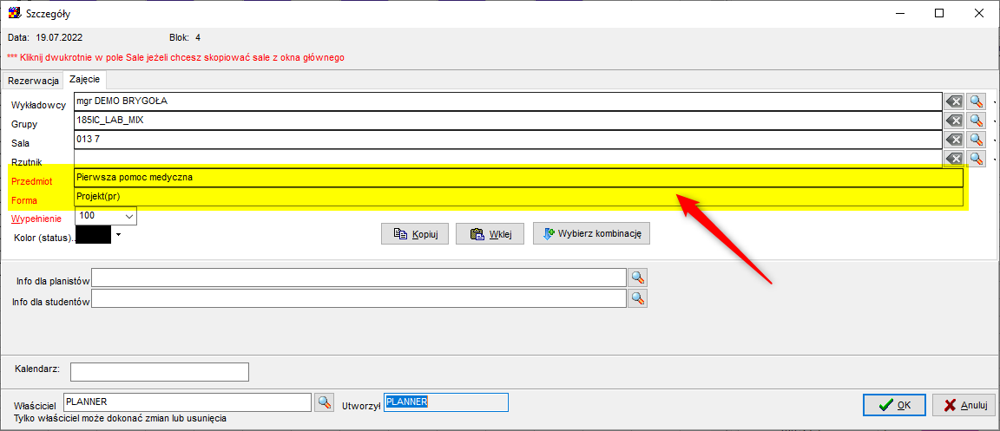 Szczegóły
Data: 19.07.2022 Blok: 4
*** Kliknij dwukrotnie w pole Sale jeżeli chcesz skopiować sale z okna głównego
Rezerwacja Zajęcie
Wykładowcy mgr DEMO BRYGOŁA
Grupy 185IC_LAB_MIX
Sala 013 7
Rzutnik
Przedmiot Pierwsza pomoc medyczna
Forma Projekt(pr)
Wypełnienie 100
Kolor (status).. Kopiuj Wklej Wybierz kombinację
Info dla planistów
Info dla studentów
Kalendarz:
Właściciel PLANNER Utworzył PLANNER OK Anuluj
Tylko właściciel może dokonać zmian lub usunięcia